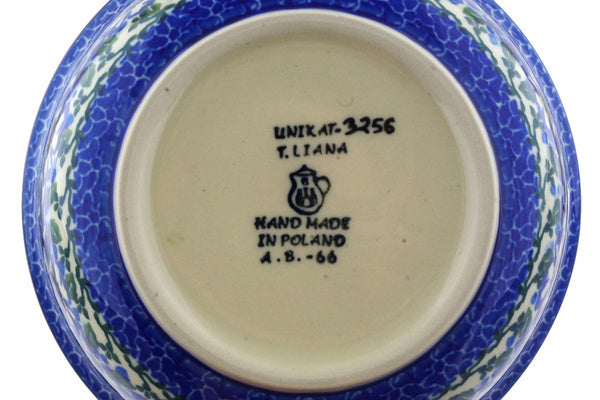 UNIKAT-3256
T.LIANA
HAND MADE
IN POLAND
A.B.-66